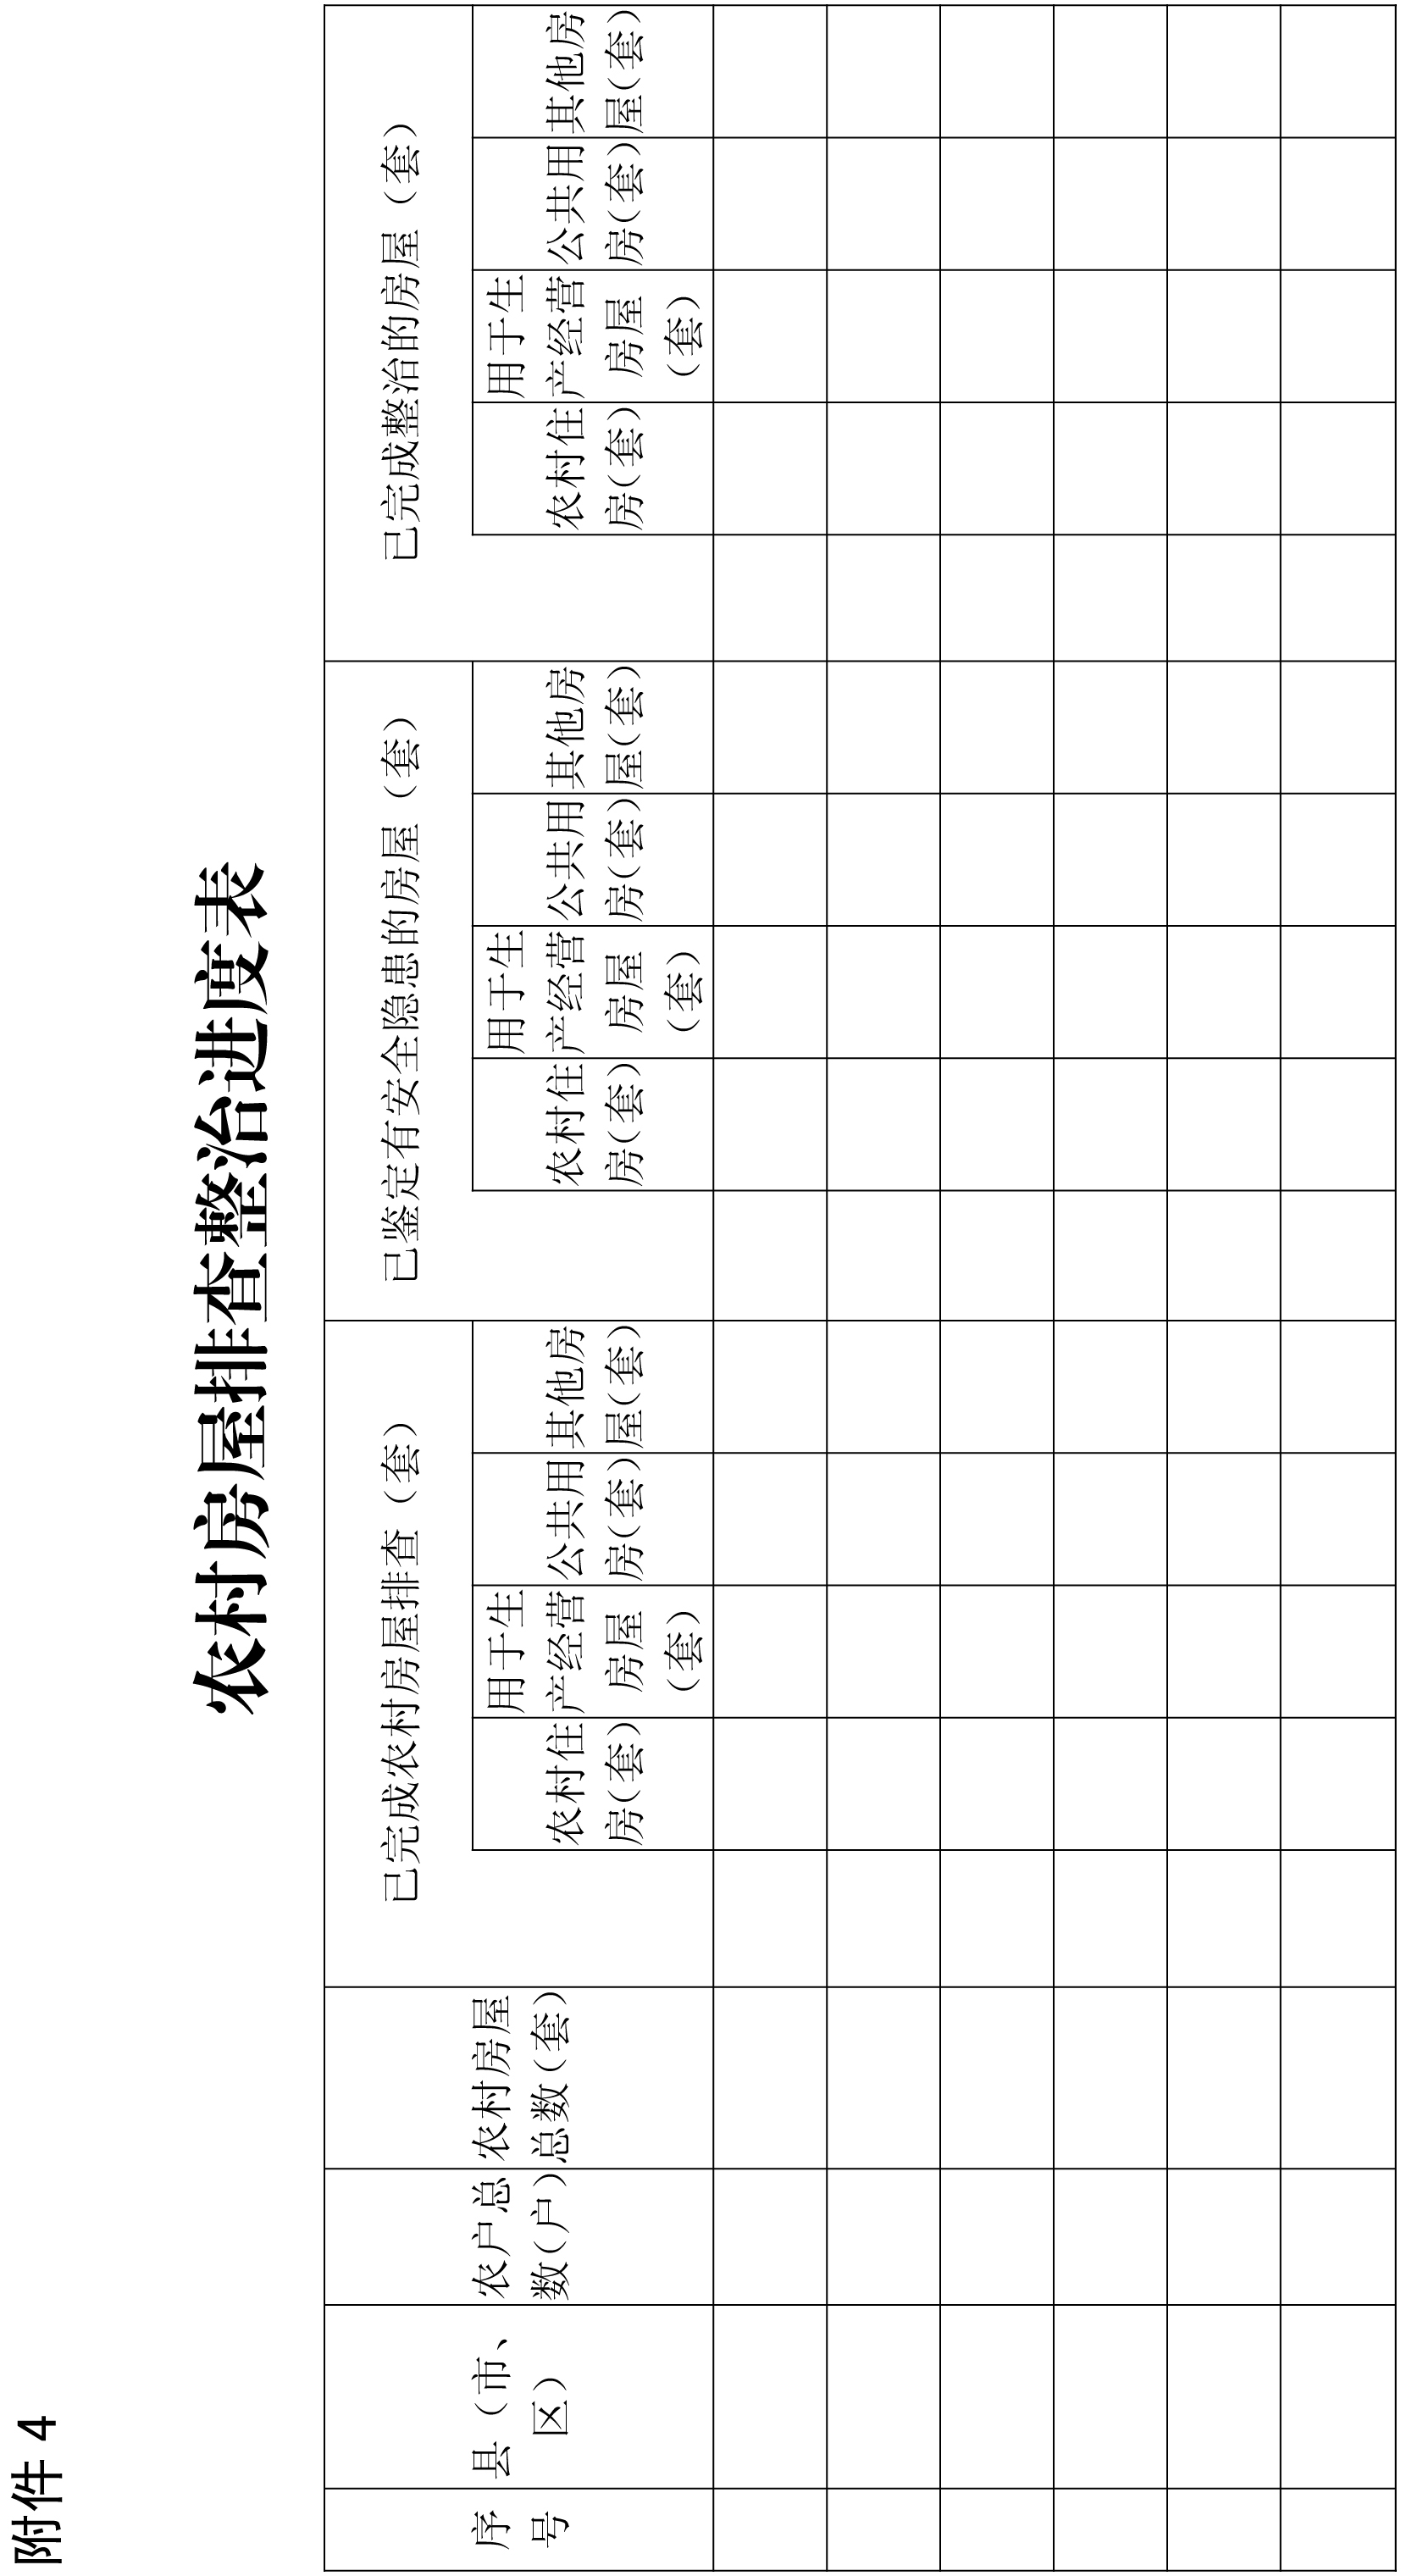 附件 4
农村房屋排查整治进度表
序
号
县（市、
区）
农户总
数(户)
农村房屋
总数(套)
已完成农村房屋排查（套）
农村住
房(套)
用于生
产经营
房屋
(套)
公共用
房(套)
其他房
屋(套)
已鉴定有安全隐患的房屋（套）
农村住
房(套)
用于生
产经营
房屋
(套)
公共用
房(套)
其他房
屋(套)
已完成整治的房屋（套）
农村住
房(套)
用于生
产经营
房屋
(套)
公共用
房(套)
其他房
屋(套)